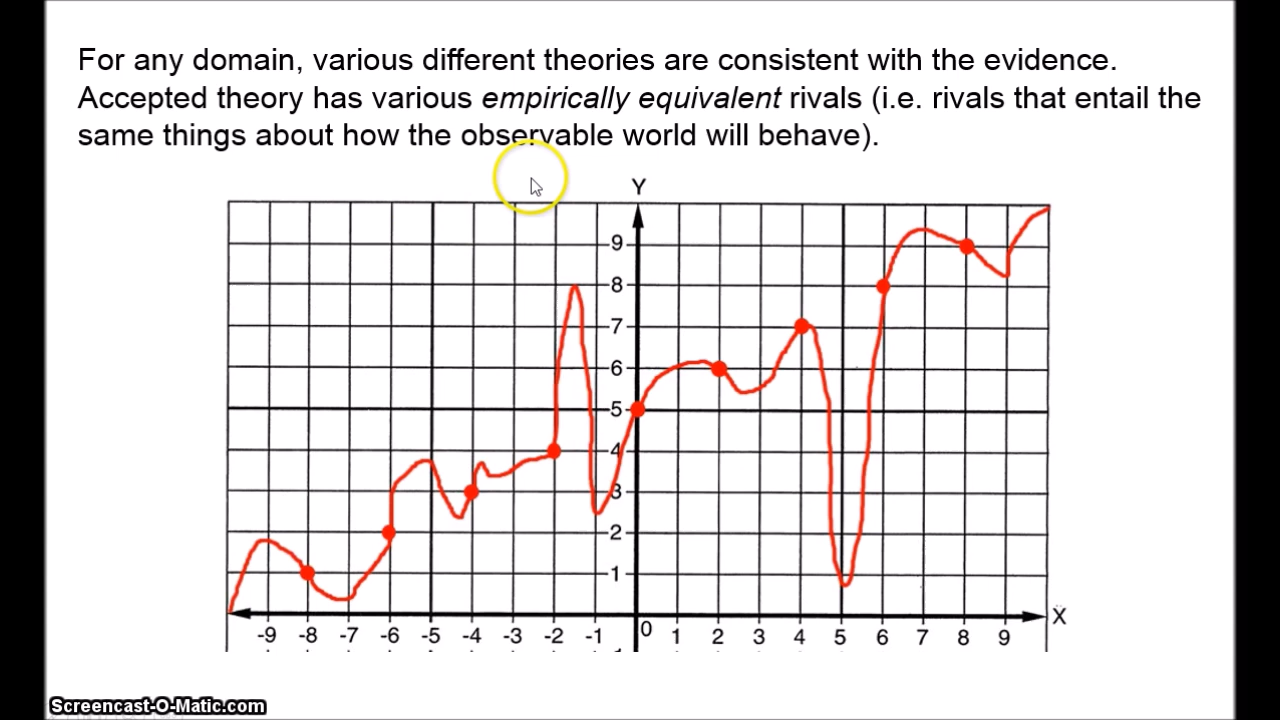 For any domain, various different theories are consistent with the evidence.
Accepted theory has various empirically equivalent rivals (i.e. rivals that entail the
same things about how the observable world will behave).
Y
9
8
7
6
5
4
3
2
1
X
-9 -8 -7 -6 -5 -4 -3 -2 -1 0 1 2 3 4 5 6 7 8 9
Screencast-O-Matic.com